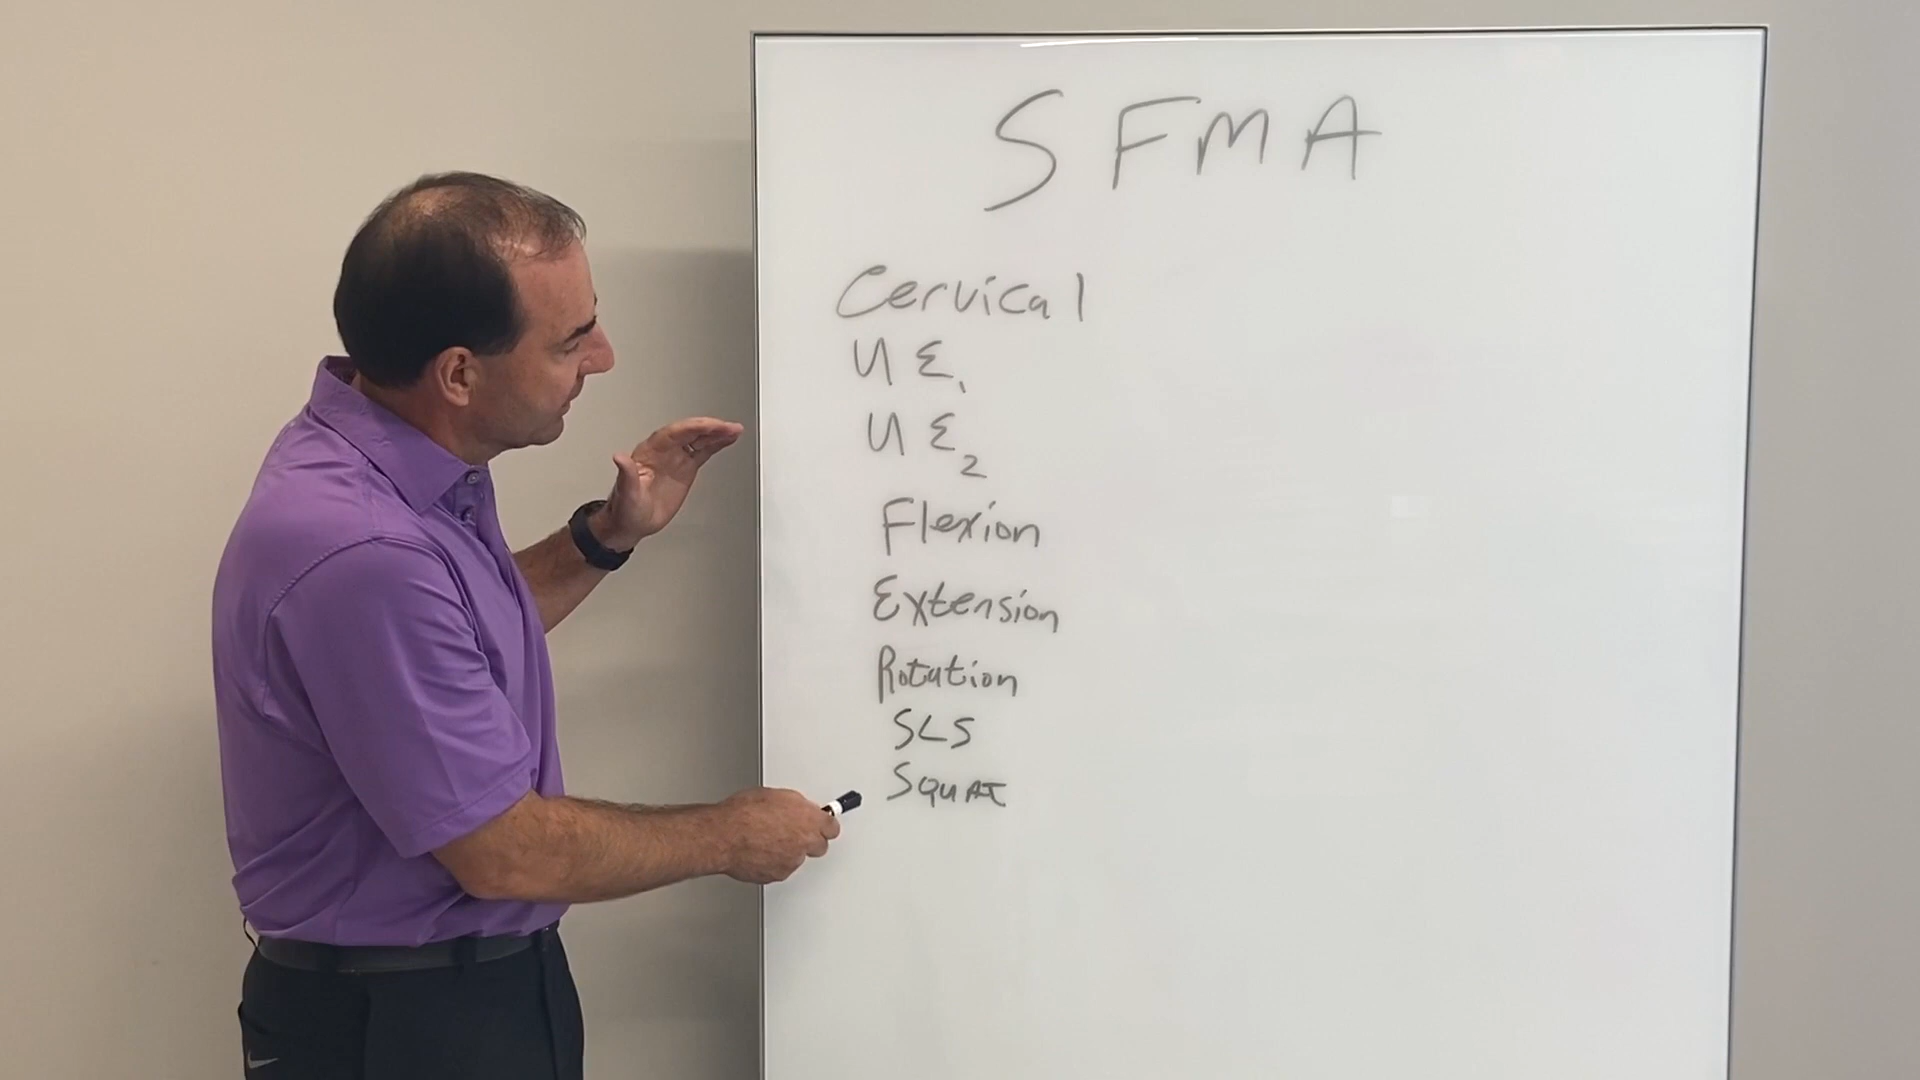 SFMA
Cervical
UE1
UE2
Flexion
Extension
Rotation
SLS
SQUAT